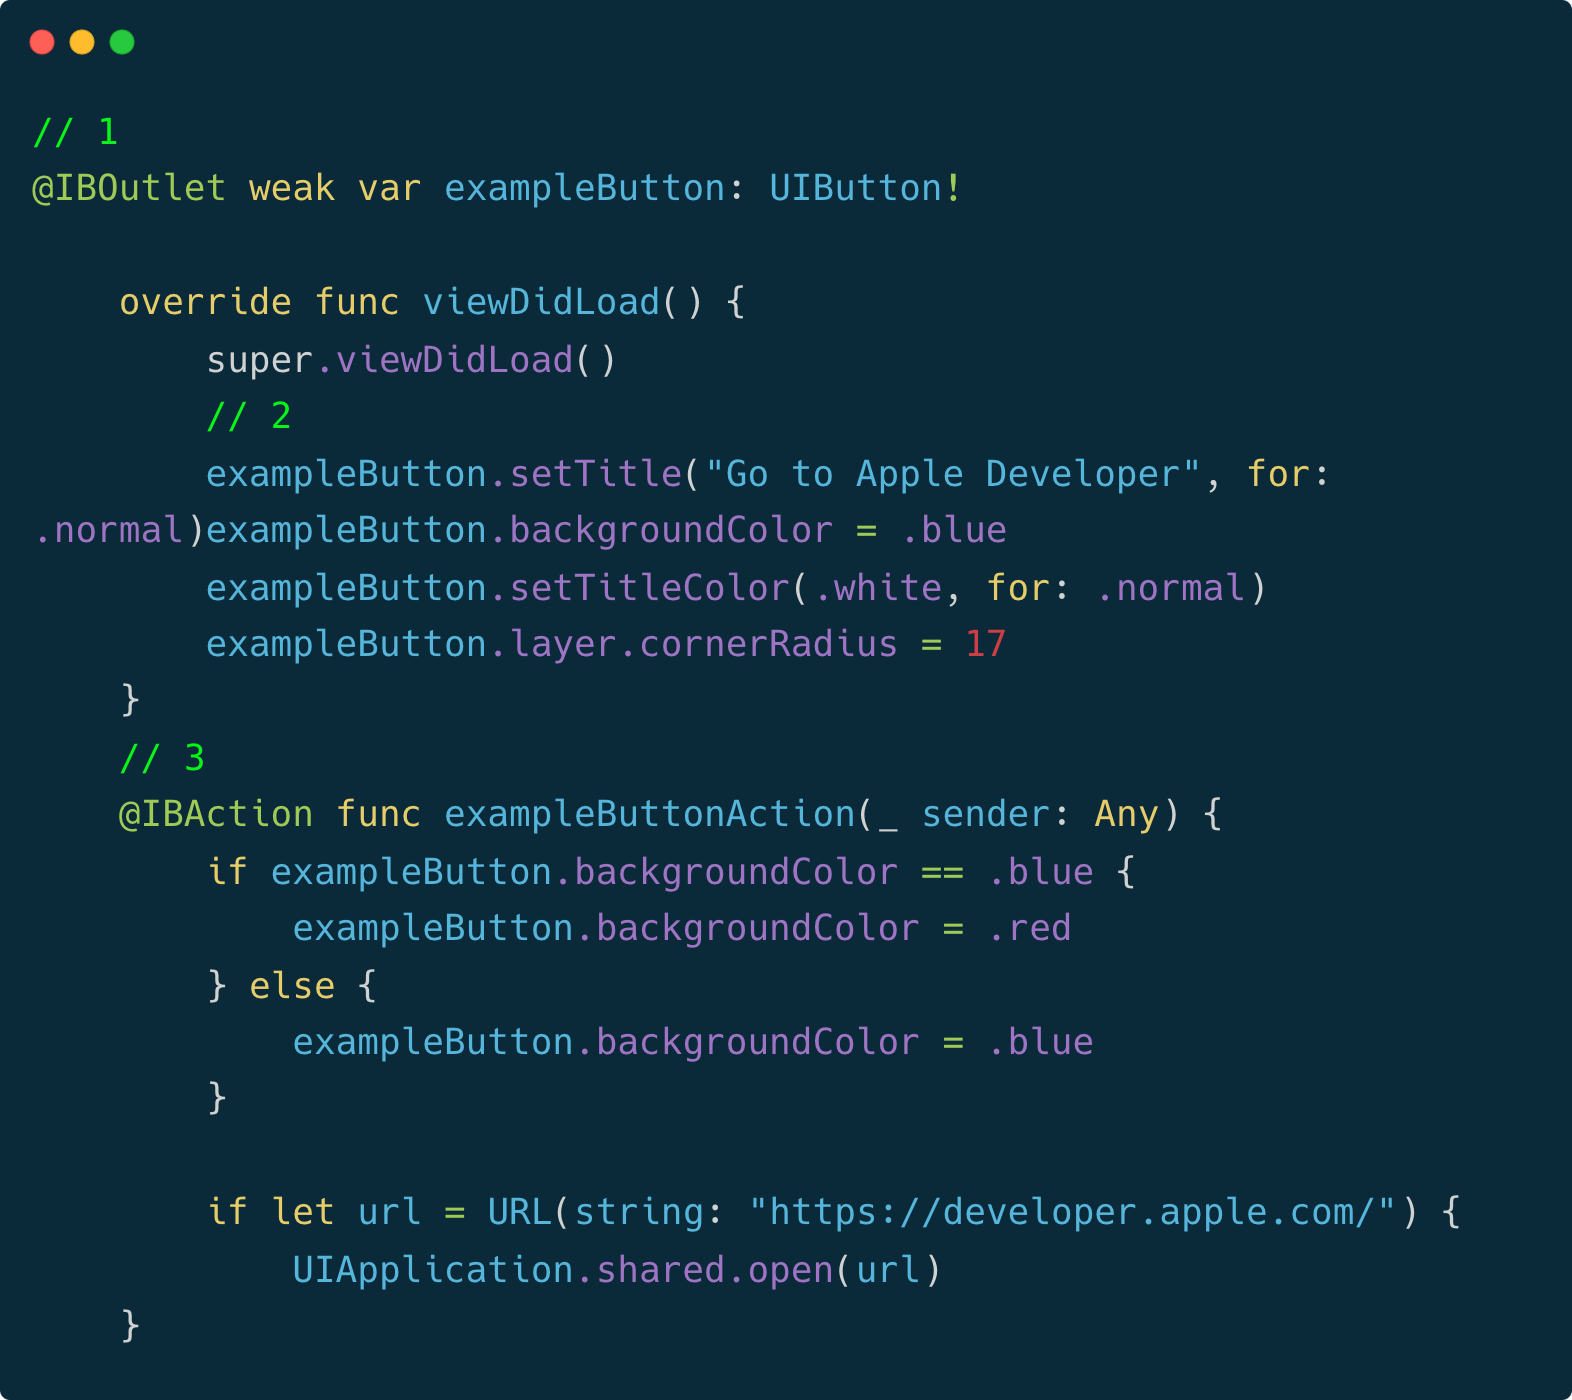 // 1
@IBOutlet weak var exampleButton: UIButton!

    override func viewDidLoad() {
        super.viewDidLoad()
        // 2
        exampleButton.setTitle("Go to Apple Developer", for:
.normal)exampleButton.backgroundColor = .blue
        exampleButton.setTitleColor(.white, for: .normal)
        exampleButton.layer.cornerRadius = 17
    }
    // 3
    @IBAction func exampleButtonAction(_ sender: Any) {
        if exampleButton.backgroundColor == .blue {
            exampleButton.backgroundColor = .red
        } else {
            exampleButton.backgroundColor = .blue
        }

        if let url = URL(string: "https://developer.apple.com/") {
            UIApplication.shared.open(url)
    }